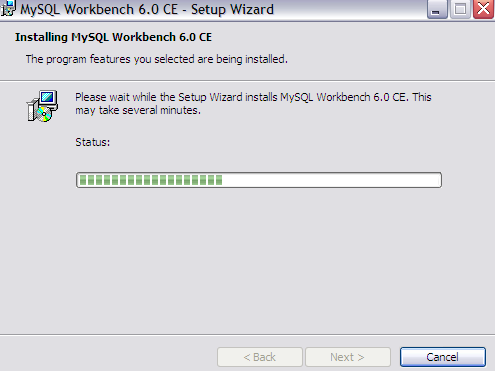 MySQL Workbench 6.0 CE - Setup Wizard
Installing MySQL Workbench 6.0 CE
The program features you selected are being installed.
Please wait while the Setup Wizard installs MySQL Workbench 6.0 CE. This
may take several minutes.
Status:
< Back
Next >
Cancel